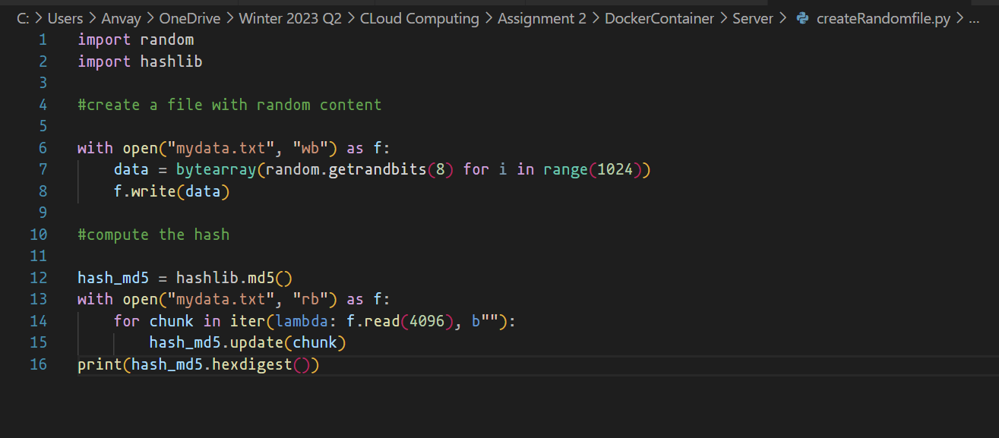 C: > Users > Anvay > OneDrive > Winter 2023 Q2 > CLoud Computing > Assignment 2 > DockerContainer > Server > createRandomfile.py > ...
1 import random
2 import hashlib
3
4 #create a file with random content
5
6 with open("mydata.txt", "wb") as f:
7     data = bytearray(random.getrandbits(8) for i in range(1024))
8     f.write(data)
9
10 #compute the hash
11
12 hash_md5 = hashlib.md5()
13 with open("mydata.txt", "rb") as f:
14     for chunk in iter(lambda: f.read(4096), b""):
15         hash_md5.update(chunk)
16 print(hash_md5.hexdigest())